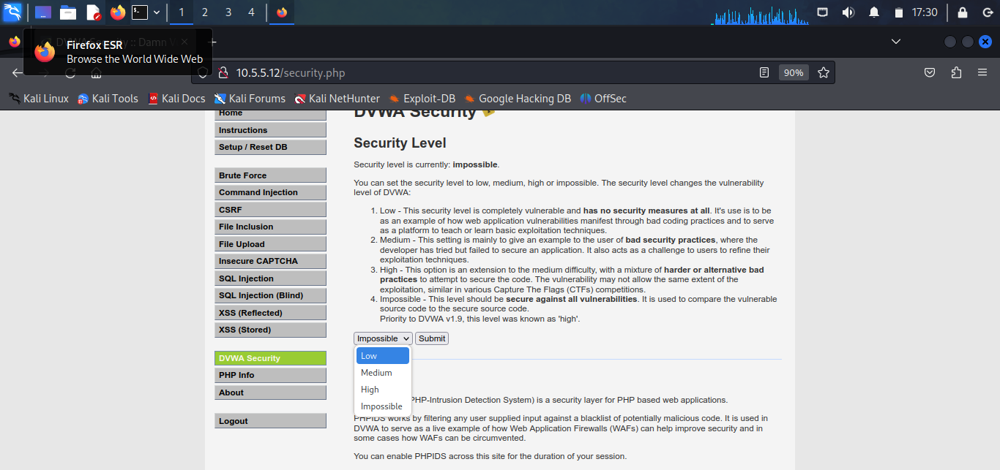 1 2 3 4 17:30
DVWA Security :: Damn V
Firefox ESR
Browse the World Wide Web
10.5.5.12/security.php 90%
Kali Linux Kali Tools Kali Docs Kali Forums Kali NetHunter Exploit-DB Google Hacking DB OffSec
Home
Instructions
Setup / Reset DB
Brute Force
Command Injection
CSRF
File Inclusion
File Upload
Insecure CAPTCHA
SQL Injection
SQL Injection (Blind)
XSS (Reflected)
XSS (Stored)
DVWA Security
PHP Info
About
Logout
DVWA Security
Security Level
Security level is currently: impossible.
You can set the security level to low, medium, high or impossible. The security level changes the vulnerability
level of DVWA:
1. Low - This security level is completely vulnerable and has no security measures at all. It's use is to be
as an example of how web application vulnerabilities manifest through bad coding practices and to serve
as a platform to teach or learn basic exploitation techniques.
2. Medium - This setting is mainly to give an example to the user of bad security practices, where the
developer has tried but failed to secure an application. It also acts as a challenge to users to refine their
exploitation techniques.
3. High - This option is an extension to the medium difficulty, with a mixture of harder or alternative bad
practices to attempt to secure the code. The vulnerability may not allow the same extent of the
exploitation, similar in various Capture The Flags (CTFs) competitions.
4. Impossible - This level should be secure against all vulnerabilities. It is used to compare the vulnerable
source code to the secure source code.
Priority to DVWA v1.9, this level was known as 'high'.
Impossible Submit
Low
Medium
High
Impossible
PHP-Intrusion Detection System) is a security layer for PHP based web applications.
PHPIDS works by filtering any user supplied input against a blacklist of potentially malicious code. It is used in
DVWA to serve as a live example of how Web Application Firewalls (WAFs) can help improve security and in
some cases how WAFs can be circumvented.
You can enable PHPIDS across this site for the duration of your session.